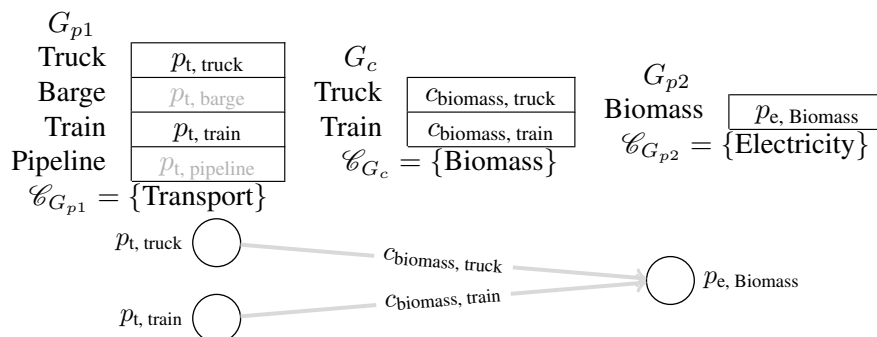 G_{p1}
Truck p_{t, truck}
Barge p_{t, barge}
Train p_{t, train}
Pipeline p_{t, pipeline}
𝒞_{G_{p1}} = {Transport}
G_c
Truck c_{biomass, truck}
Train c_{biomass, train}
𝒞_{G_c} = {Biomass}
G_{p2}
Biomass p_{e, Biomass}
𝒞_{G_{p2}} = {Electricity}
p_{t, truck}
c_{biomass, truck}
p_{e, Biomass}
c_{biomass, train}
p_{t, train}